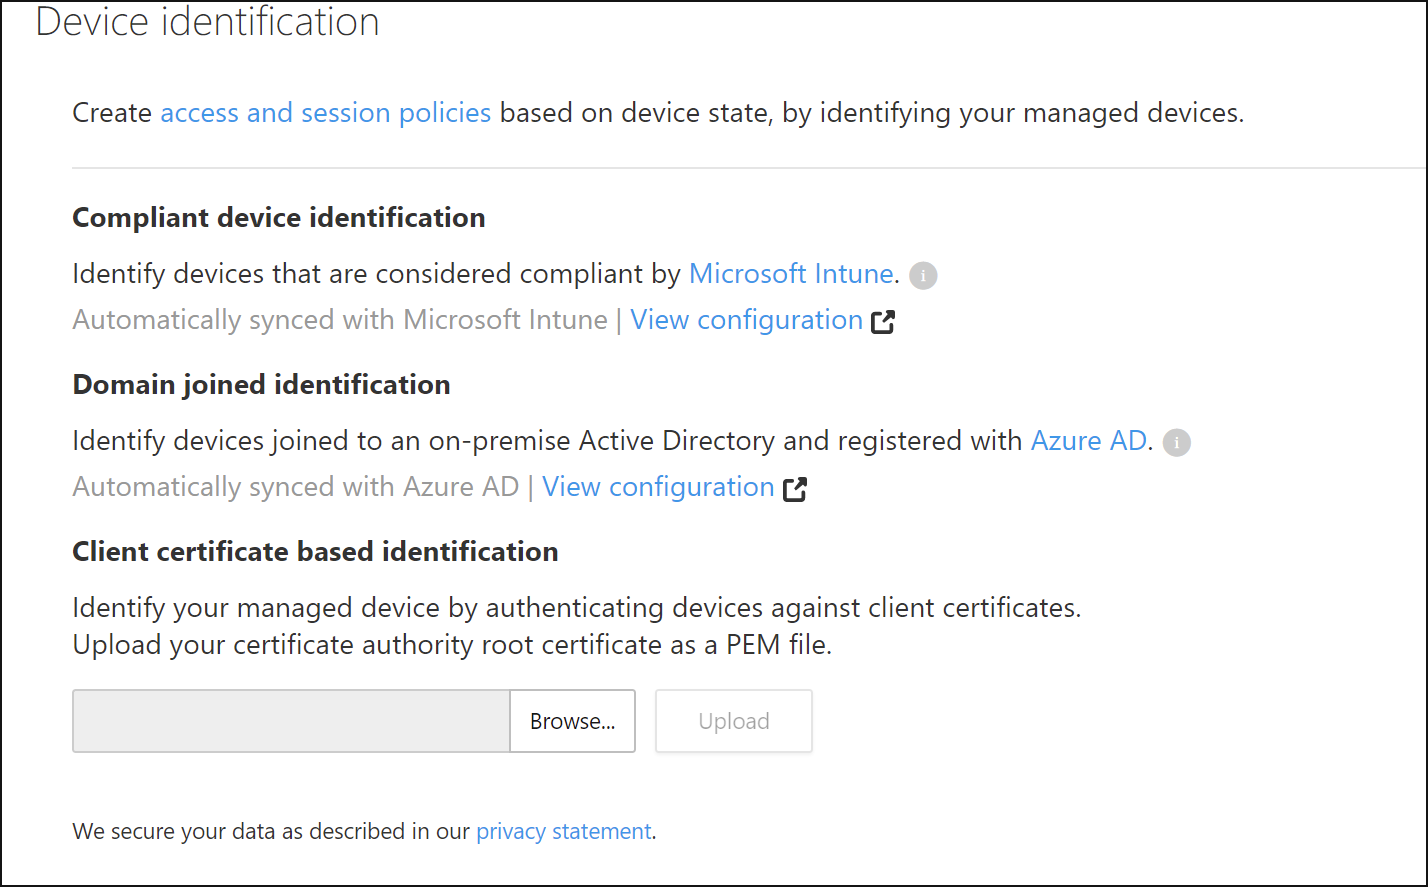 Device identification
Create access and session policies based on device state, by identifying your managed devices.
Compliant device identification
Identify devices that are considered compliant by Microsoft Intune. i
Automatically synced with Microsoft Intune | View configuration
Domain joined identification
Identify devices joined to an on-premise Active Directory and registered with Azure AD. i
Automatically synced with Azure AD | View configuration
Client certificate based identification
Identify your managed device by authenticating devices against client certificates.
Upload your certificate authority root certificate as a PEM file.
Browse... Upload
We secure your data as described in our privacy statement.